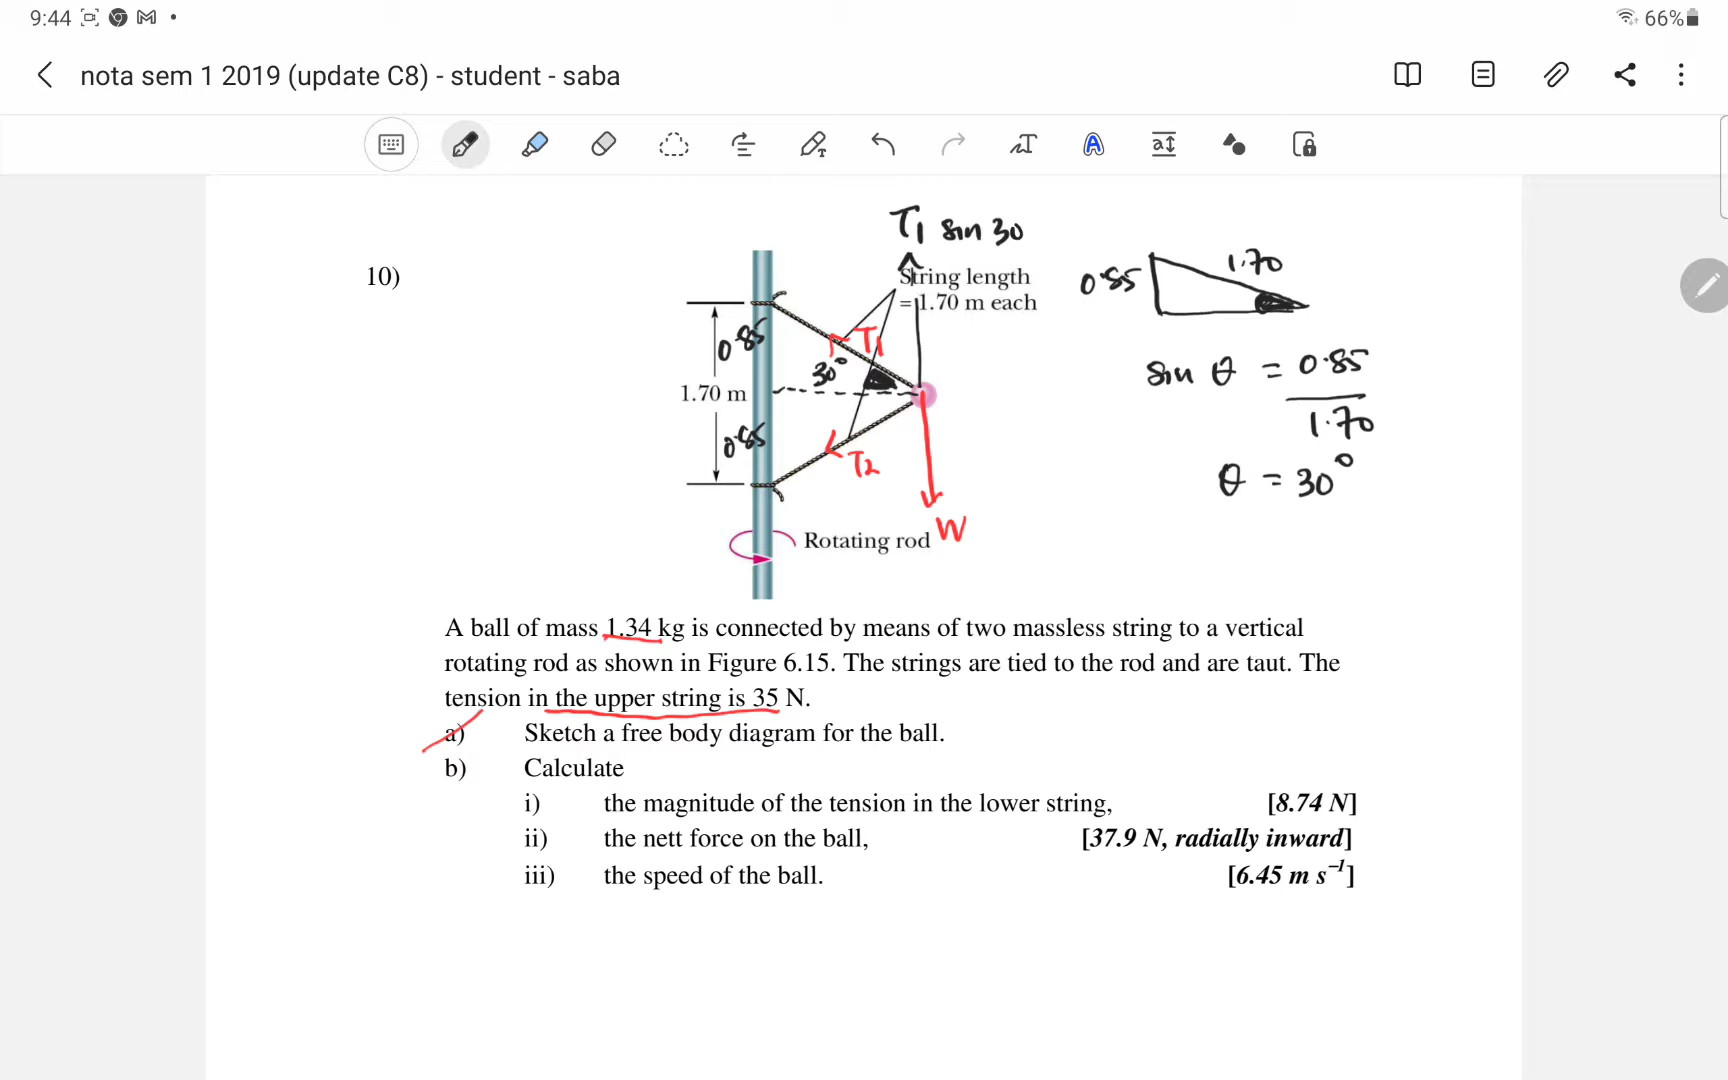 9:44
66%
nota sem 1 2019 (update C8) - student - saba
T1 sin 30
10)
String length
= 1.70 m each
0.85
1.70
0.85
T1
30°
1.70 m
0.85
T2
sin θ = 0.85
1.70
θ = 30°
W
Rotating rod
A ball of mass 1.34 kg is connected by means of two massless string to a vertical
rotating rod as shown in Figure 6.15. The strings are tied to the rod and are taut. The
tension in the upper string is 35 N.
a) Sketch a free body diagram for the ball.
b) Calculate
i) the magnitude of the tension in the lower string, [8.74 N]
ii) the nett force on the ball, [37.9 N, radially inward]
iii) the speed of the ball. [6.45 m s⁻¹]